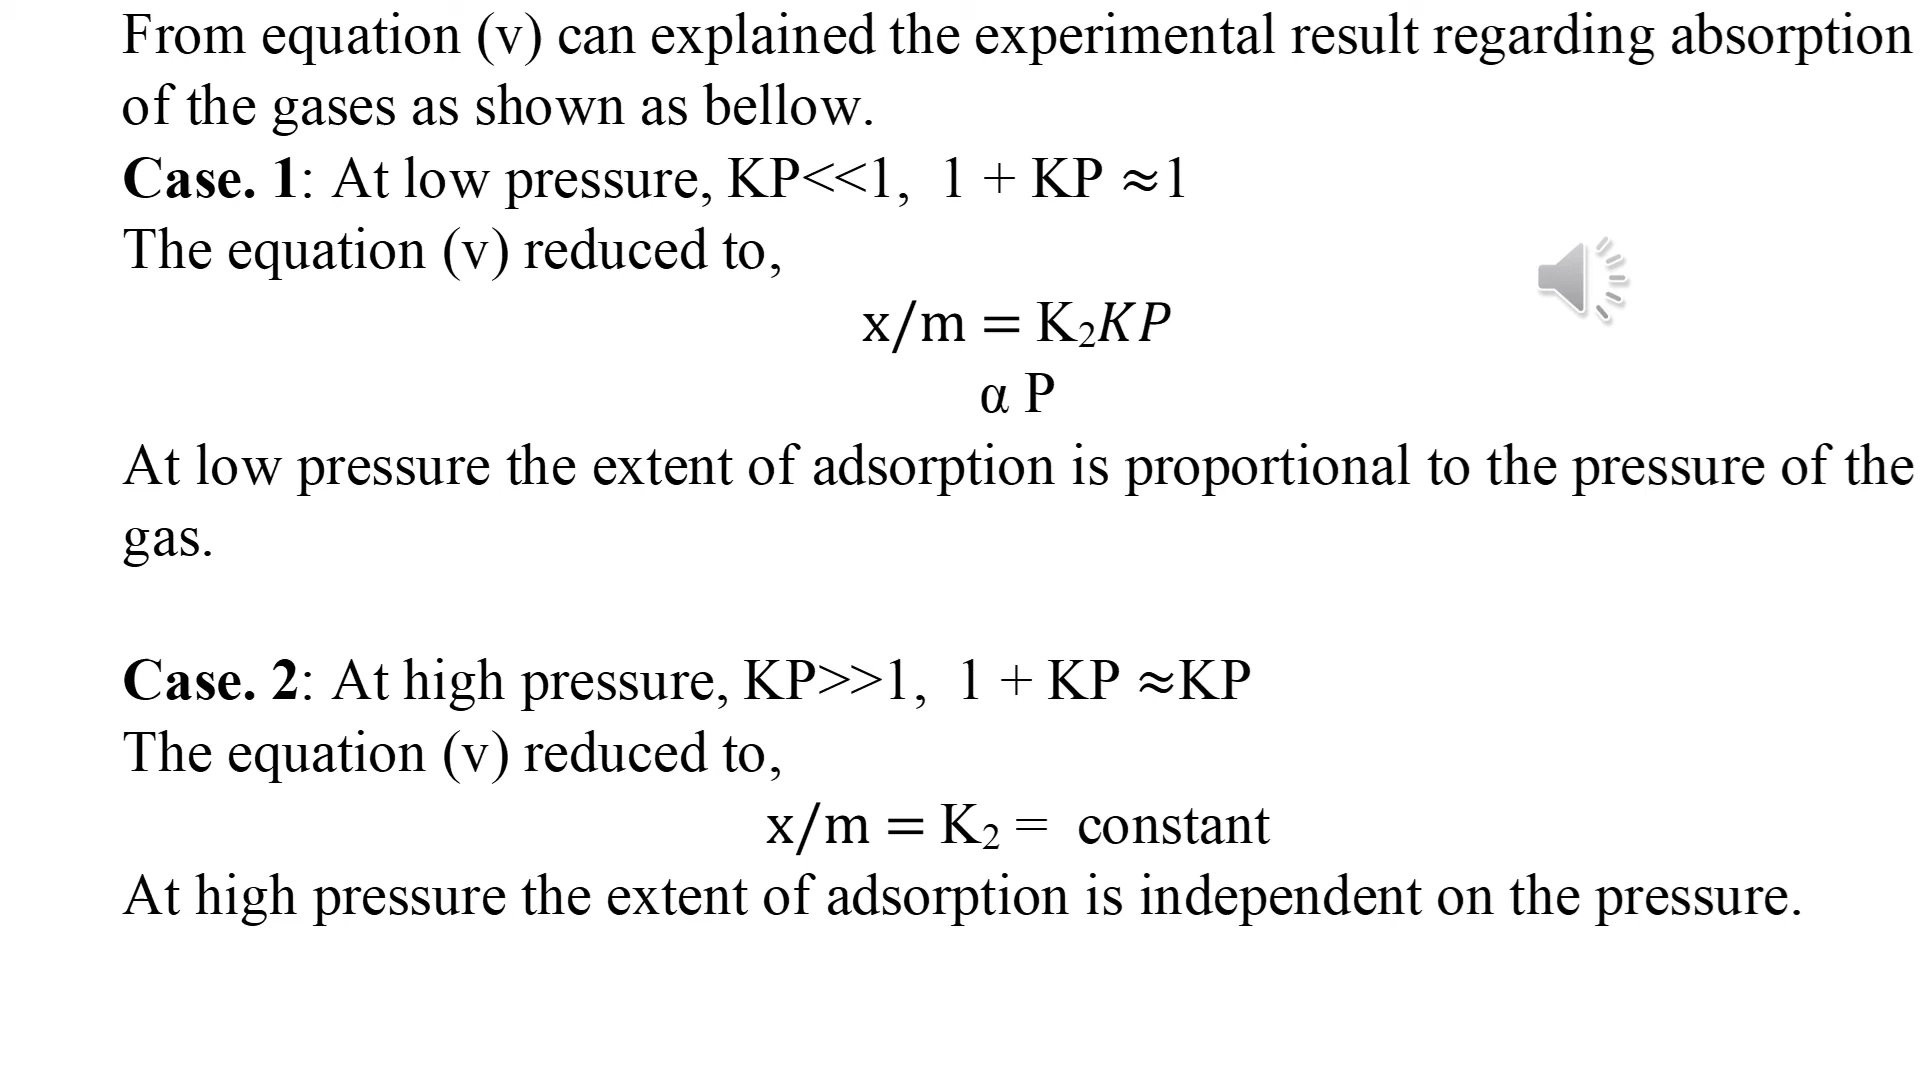 From equation (v) can explained the experimental result regarding absorption
of the gases as shown as bellow.
Case. 1: At low pressure, KP<<1,  1 + KP ≈1
The equation (v) reduced to,
x/m = K₂KP
α P
At low pressure the extent of adsorption is proportional to the pressure of the
gas.
Case. 2: At high pressure, KP>>1,  1 + KP ≈KP
The equation (v) reduced to,
x/m = K₂ =  constant
At high pressure the extent of adsorption is independent on the pressure.